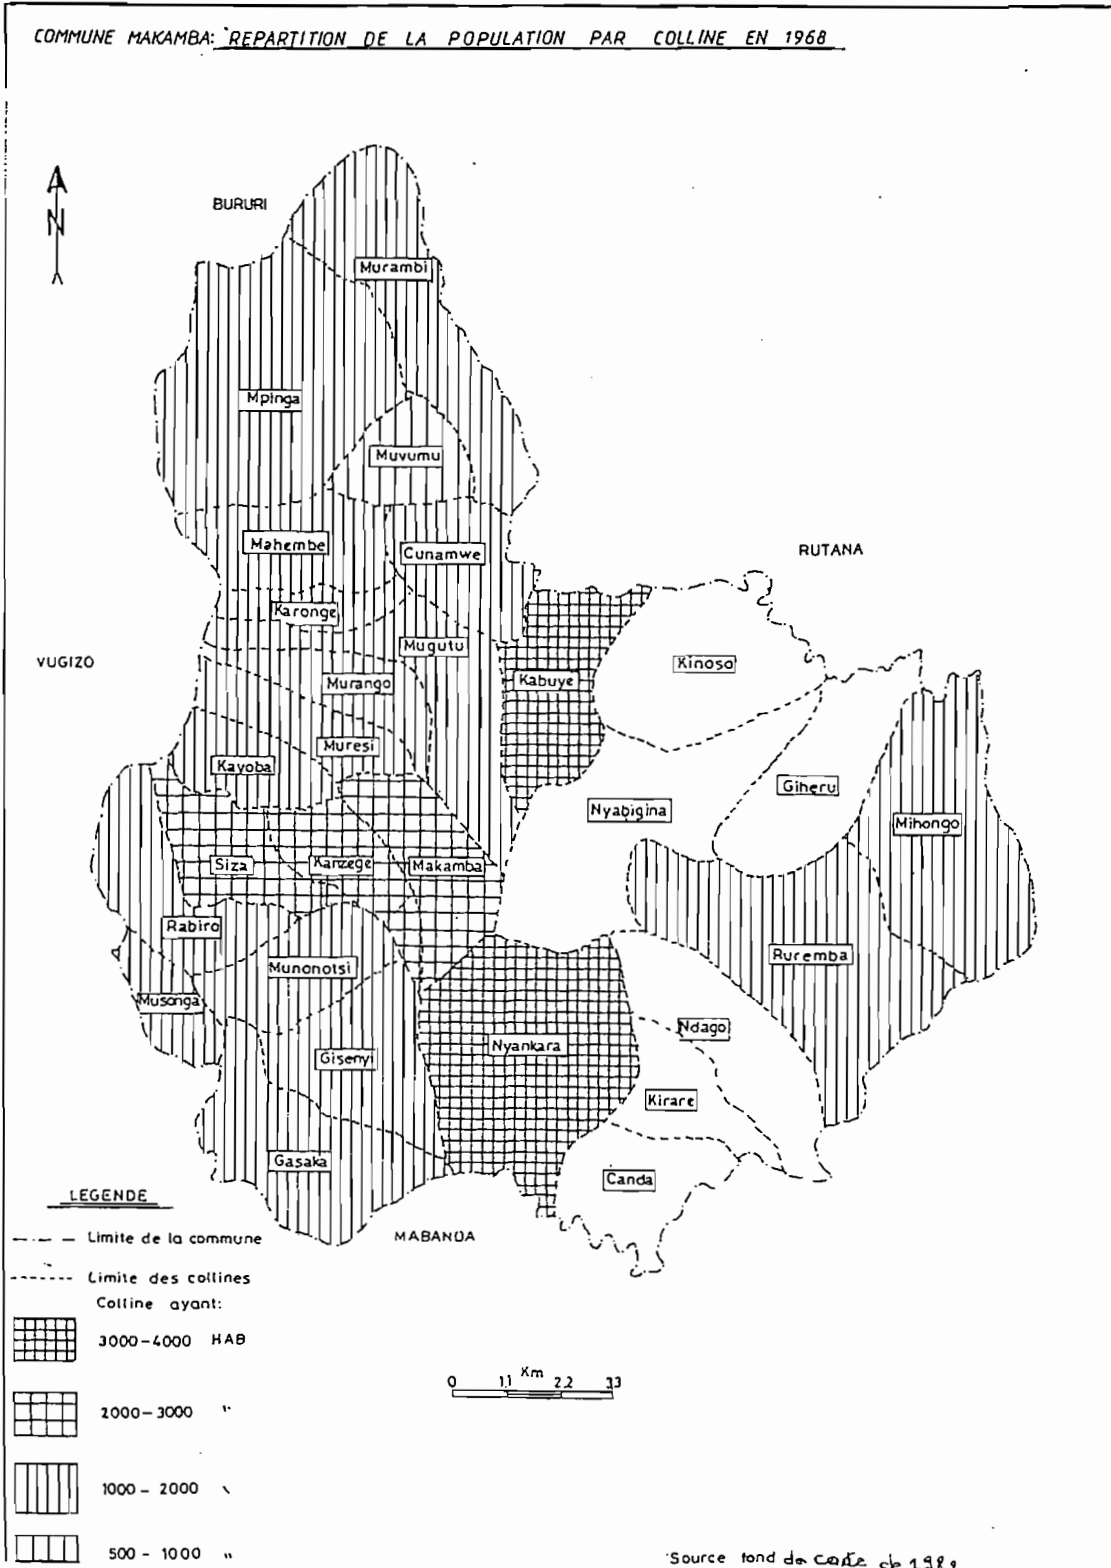 COMMUNE MAKAMBA: REPARTITION DE LA POPULATION PAR COLLINE EN 1968
N
BURURI
Murambi
Mpinga
Muvumu
Mahembe
Cunamwe
RUTANA
Karonge
Mugutu
VUGIZO
Kinoso
Kabuye
Murango
Muresi
Kayoba
Giheru
Nyabigina
Mihongo
Siza
Kanzege
Makamba
Rabiro
Ruremba
Munonotsi
Musonga
Ndago
Nyankara
Gisenyi
Kirare
Gasaka
Canda
LEGENDE
MABANDA
Limite de la commune
Limite des collines
Colline ayant:
3000-4000 HAB
Km
0 1,1 2,2 3,3
2000-3000 "
1000 - 2000
500 - 1000 "
Source fond de carte de